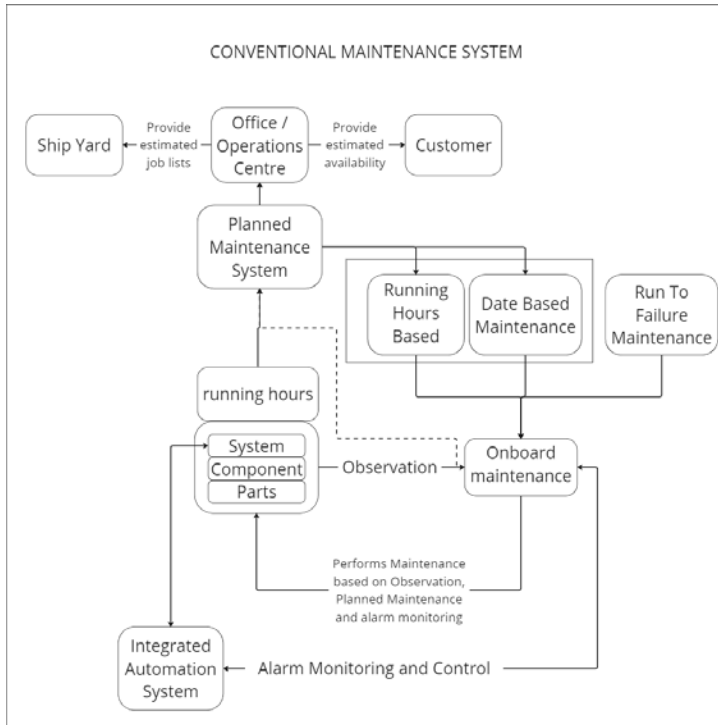 CONVENTIONAL MAINTENANCE SYSTEM
Ship Yard
Provide
estimated
job lists
Office /
Operations
Centre
Provide
estimated
availability
Customer
Planned
Maintenance
System
Running
Hours
Based
Date Based
Maintenance
Run To
Failure
Maintenance
running hours
System
Component
Parts
Observation
Onboard
maintenance
Performs Maintenance
based on Observation,
Planned Maintenance
and alarm monitoring
Integrated
Automation
System
Alarm Monitoring and Control